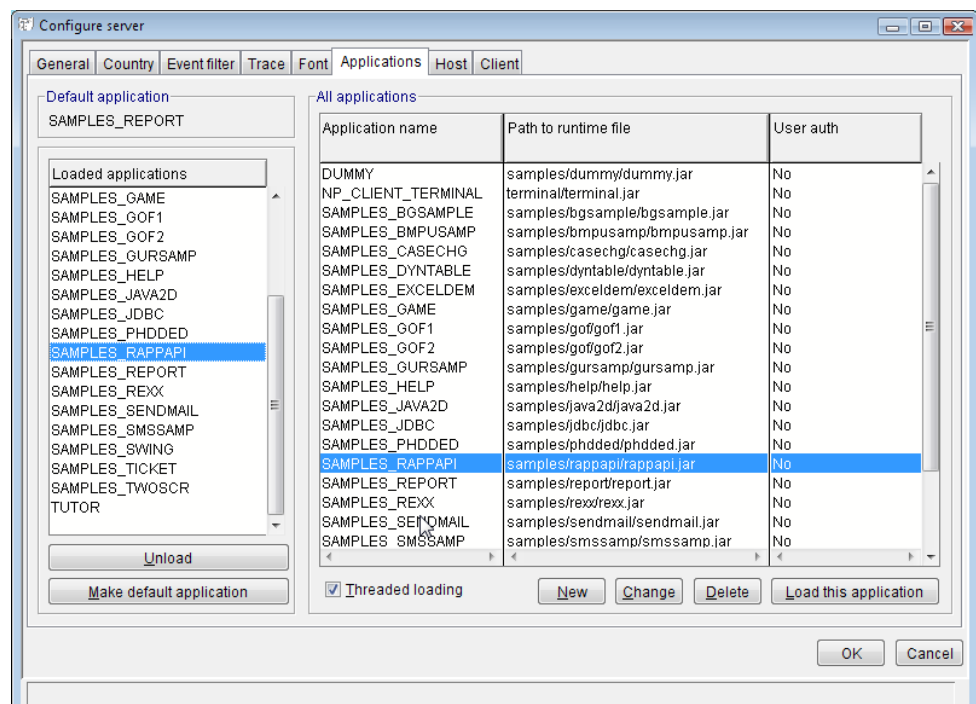 Configure server
General Country Event filter Trace Font Applications Host Client
Default application
SAMPLES_REPORT
Loaded applications
SAMPLES_GAME
SAMPLES_GOF1
SAMPLES_GOF2
SAMPLES_GURSAMP
SAMPLES_HELP
SAMPLES_JAVA2D
SAMPLES_JDBC
SAMPLES_PHDDED
SAMPLES_RAPPAPI
SAMPLES_REPORT
SAMPLES_REXX
SAMPLES_SENDMAIL
SAMPLES_SMSSAMP
SAMPLES_SWING
SAMPLES_TICKET
SAMPLES_TWOSCR
TUTOR
Unload
Make default application
All applications
Application name Path to runtime file User auth
DUMMY samples/dummy/dummy.jar No
NP_CLIENT_TERMINAL terminal/terminal.jar No
SAMPLES_BGSAMPLE samples/bgsample/bgsample.jar No
SAMPLES_BMPUSAMP samples/bmpusamp/bmpusamp.jar No
SAMPLES_CASECHG samples/casechg/casechg.jar No
SAMPLES_DYNTABLE samples/dyntable/dyntable.jar No
SAMPLES_EXCELDEM samples/exceldem/exceldem.jar No
SAMPLES_GAME samples/game/game.jar No
SAMPLES_GOF1 samples/gof/gof1.jar No
SAMPLES_GOF2 samples/gof/gof2.jar No
SAMPLES_GURSAMP samples/gursamp/gursamp.jar No
SAMPLES_HELP samples/help/help.jar No
SAMPLES_JAVA2D samples/java2d/java2d.jar No
SAMPLES_JDBC samples/jdbc/jdbc.jar No
SAMPLES_PHDDED samples/phdded/phdded.jar No
SAMPLES_RAPPAPI samples/rappapi/rappapi.jar No
SAMPLES_REPORT samples/report/report.jar No
SAMPLES_REXX samples/rexx/rexx.jar No
SAMPLES_SENDMAIL samples/sendmail/sendmail.jar No
SAMPLES_SMSSAMP samples/smssamp/smssamp.jar No
Threaded loading New Change Delete Load this application
OK Cancel